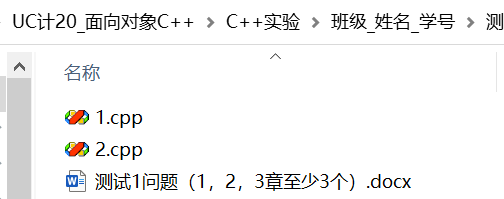 UC计20_面向对象C++ > C++实验 > 班级_姓名_学号 > 测
名称
1.cpp
2.cpp
测试1问题（1，2，3章至少3个）.docx